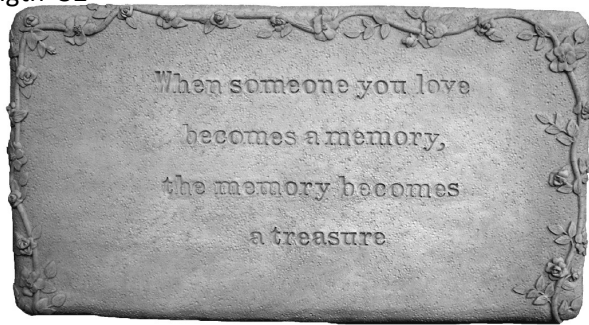 When someone you love
becomes a memory,
the memory becomes
a treasure